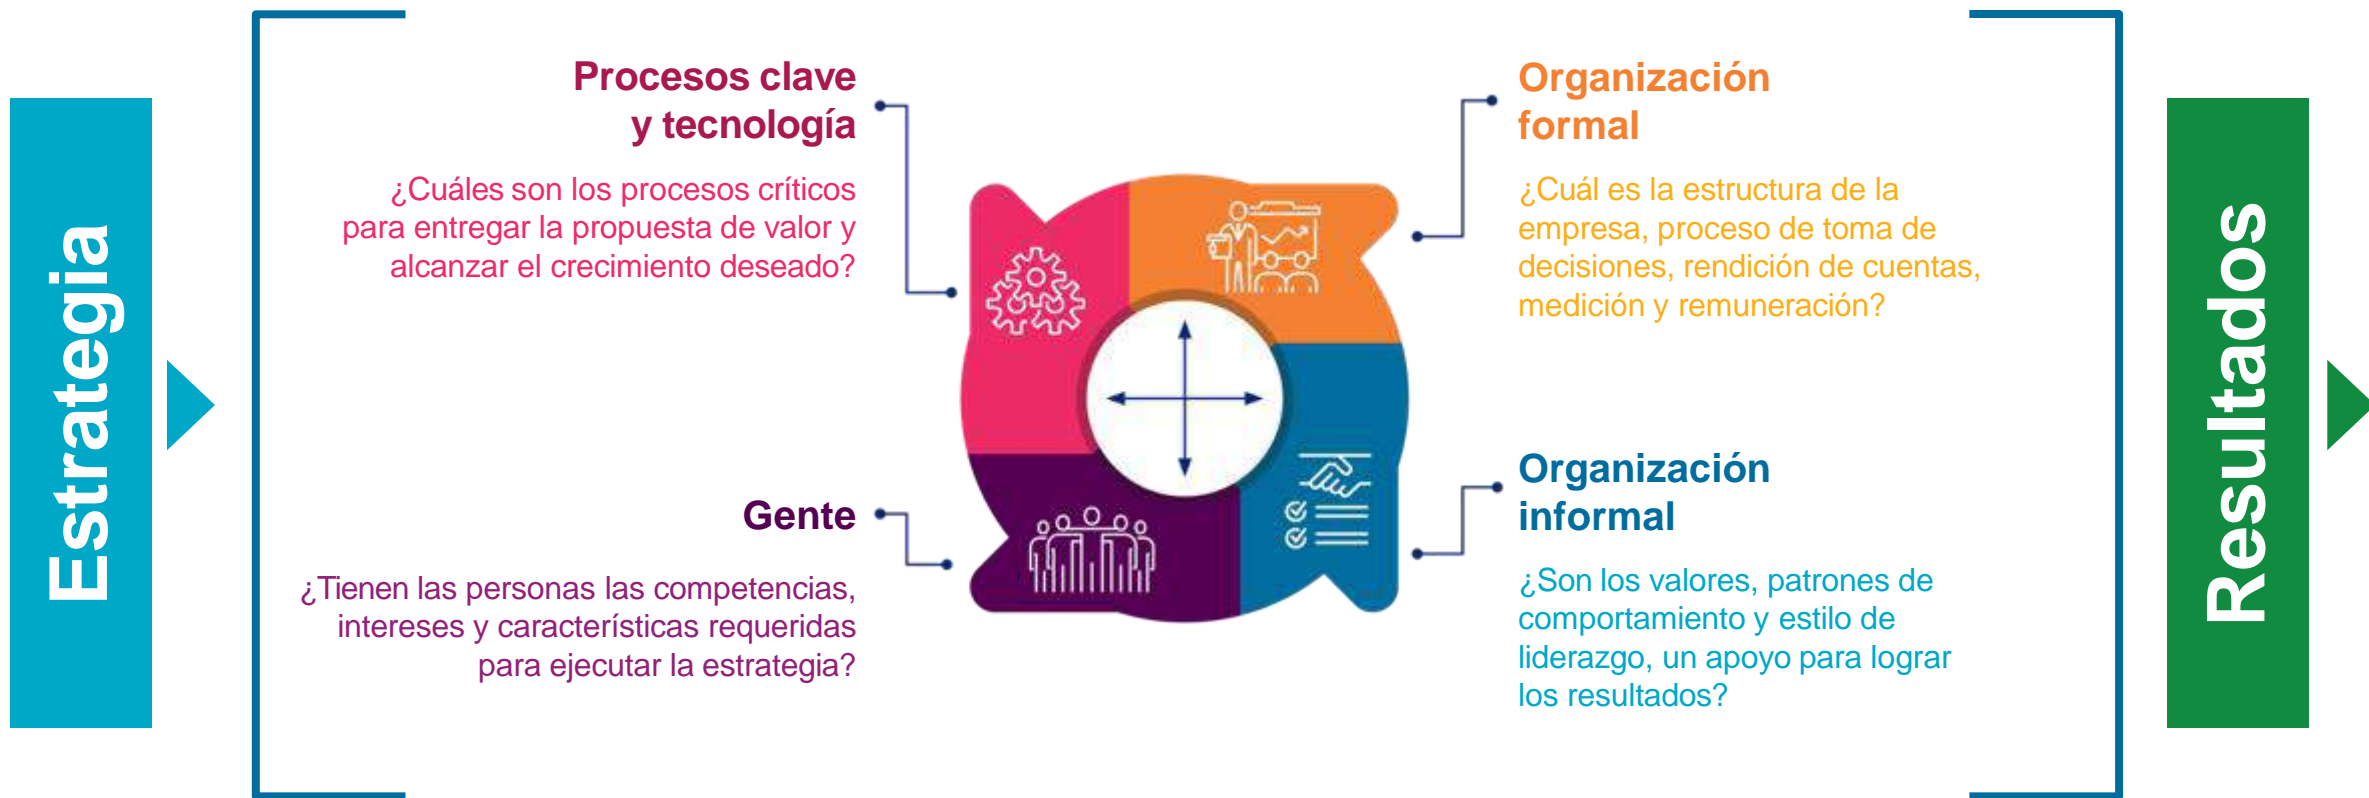 Estrategia
Procesos clave
y tecnología
¿Cuáles son los procesos críticos
para entregar la propuesta de valor y
alcanzar el crecimiento deseado?
Gente
¿Tienen las personas las competencias,
intereses y características requeridas
para ejecutar la estrategia?
Organización
formal
¿Cuál es la estructura de la
empresa, proceso de toma de
decisiones, rendición de cuentas,
medición y remuneración?
Organización
informal
¿Son los valores, patrones de
comportamiento y estilo de
liderazgo, un apoyo para lograr
los resultados?
Resultados